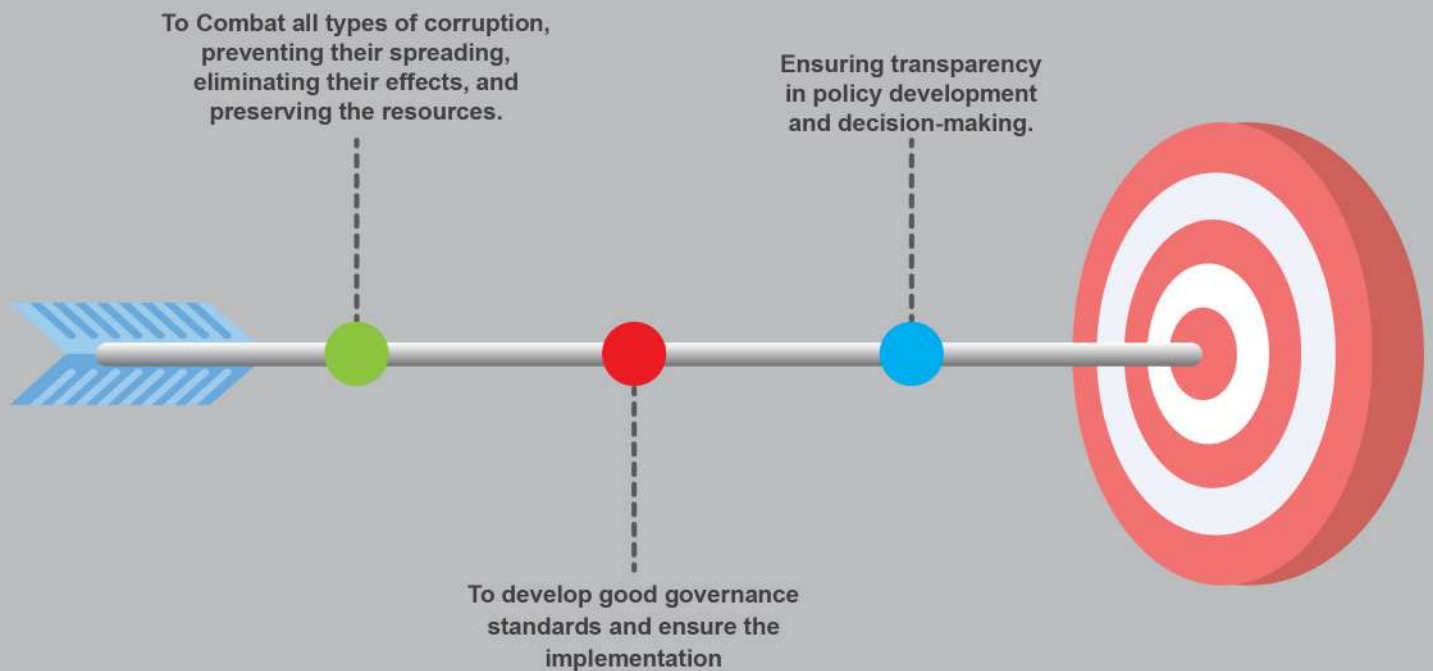 To Combat all types of corruption,
preventing their spreading,
eliminating their effects, and
preserving the resources.
Ensuring transparency
in policy development
and decision-making.
To develop good governance
standards and ensure the
implementation